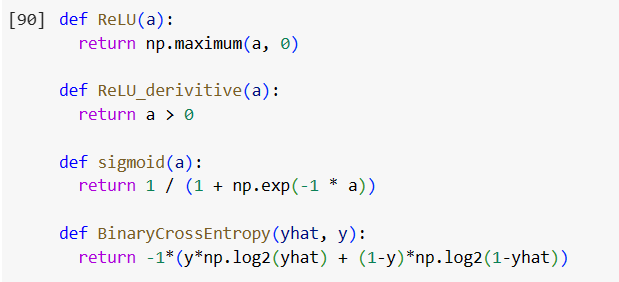 [90] def ReLU(a):
return np.maximum(a, 0)
def ReLU_derivitive(a):
return a > 0
def sigmoid(a):
return 1 / (1 + np.exp(-1 * a))
def BinaryCrossEntropy(yhat, y):
return -1*(y*np.log2(yhat) + (1-y)*np.log2(1-yhat))